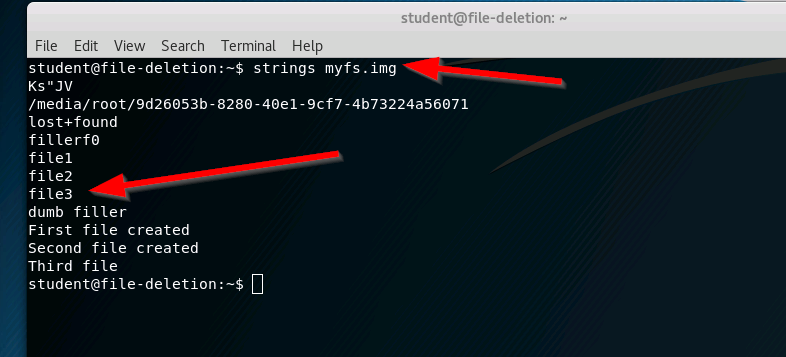 student@file-deletion: ~
File Edit View Search Terminal Help
student@file-deletion:~$ strings myfs.img
Ks"JV
/media/root/9d26053b-8280-40e1-9cf7-4b73224a56071
lost+found
fillerf0
file1
file2
file3
dumb filler
First file created
Second file created
Third file
student@file-deletion:~$